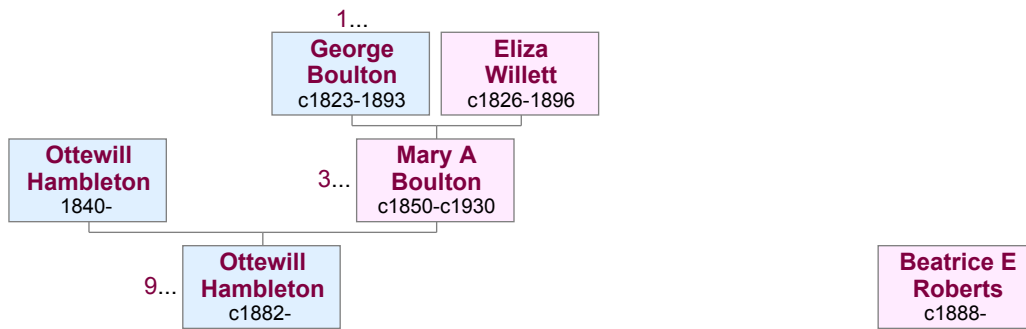 1...
George
Boulton
c1823-1893
Eliza
Willett
c1826-1896
Ottewill
Hambleton
1840-
3...
Mary A
Boulton
c1850-c1930
9...
Ottewill
Hambleton
c1882-
Beatrice E
Roberts
c1888-